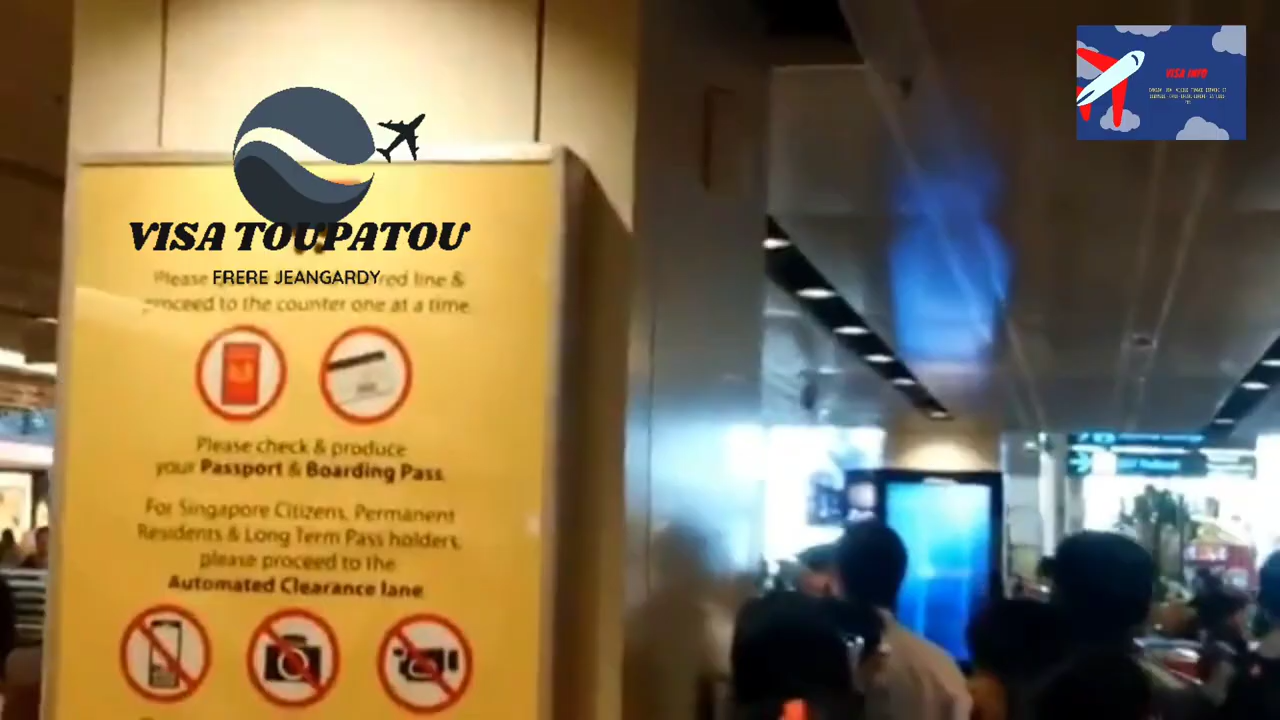 VISA TOUPATOU
FRERE JEANGARDY
Please red line &
proceed to the counter one at a time.
Please check & produce
your Passport & Boarding Pass
For Singapore Citizens, Permanent
Residents & Long Term Pass holders,
please proceed to the
Automated Clearance lane
VISA INFO